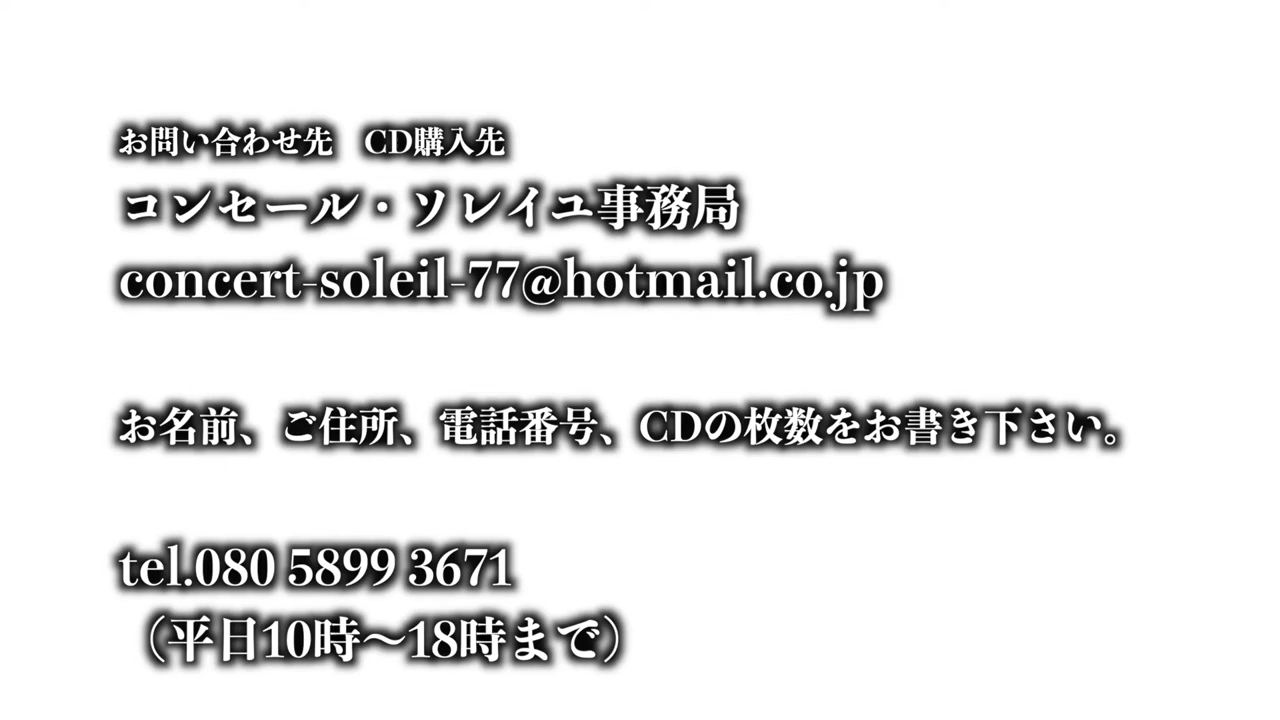 お問い合わせ先　CD購入先
コンセール・ソレイユ事務局
concert-soleil-77@hotmail.co.jp
お名前、ご住所、電話番号、CDの枚数をお書き下さい。
tel.080 5899 3671
（平日10時〜18時まで）